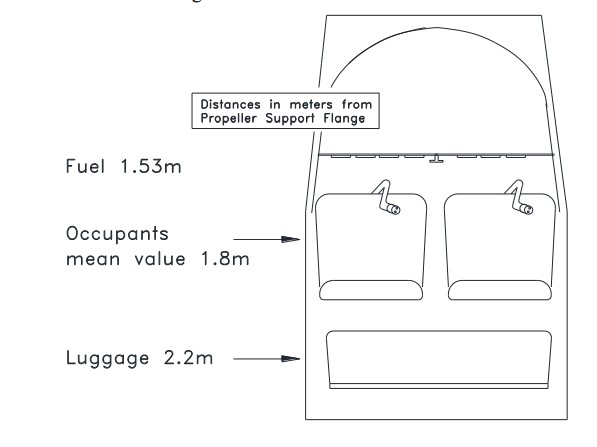 Distances in meters from
Propeller Support Flange
Fuel 1.53m
Occupants
mean value 1.8m
Luggage 2.2m